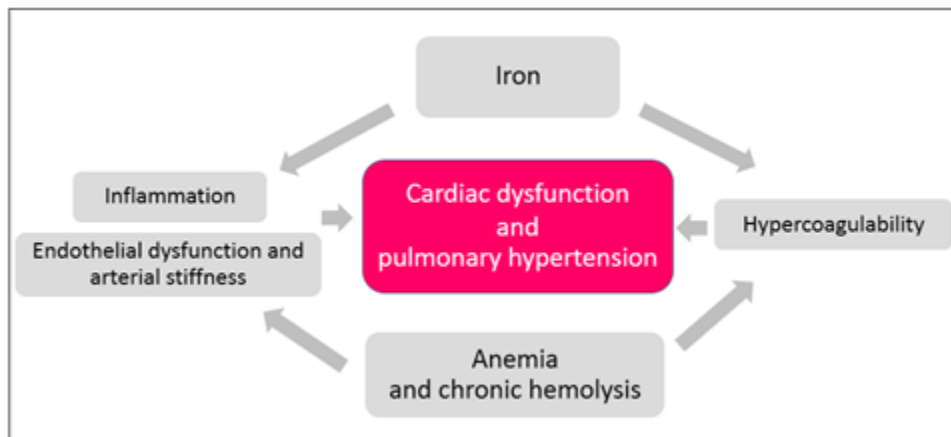 Iron
Inflammation
Endothelial dysfunction and
arterial stiffness
Cardiac dysfunction
and
pulmonary hypertension
Hypercoagulability
Anemia
and chronic hemolysis